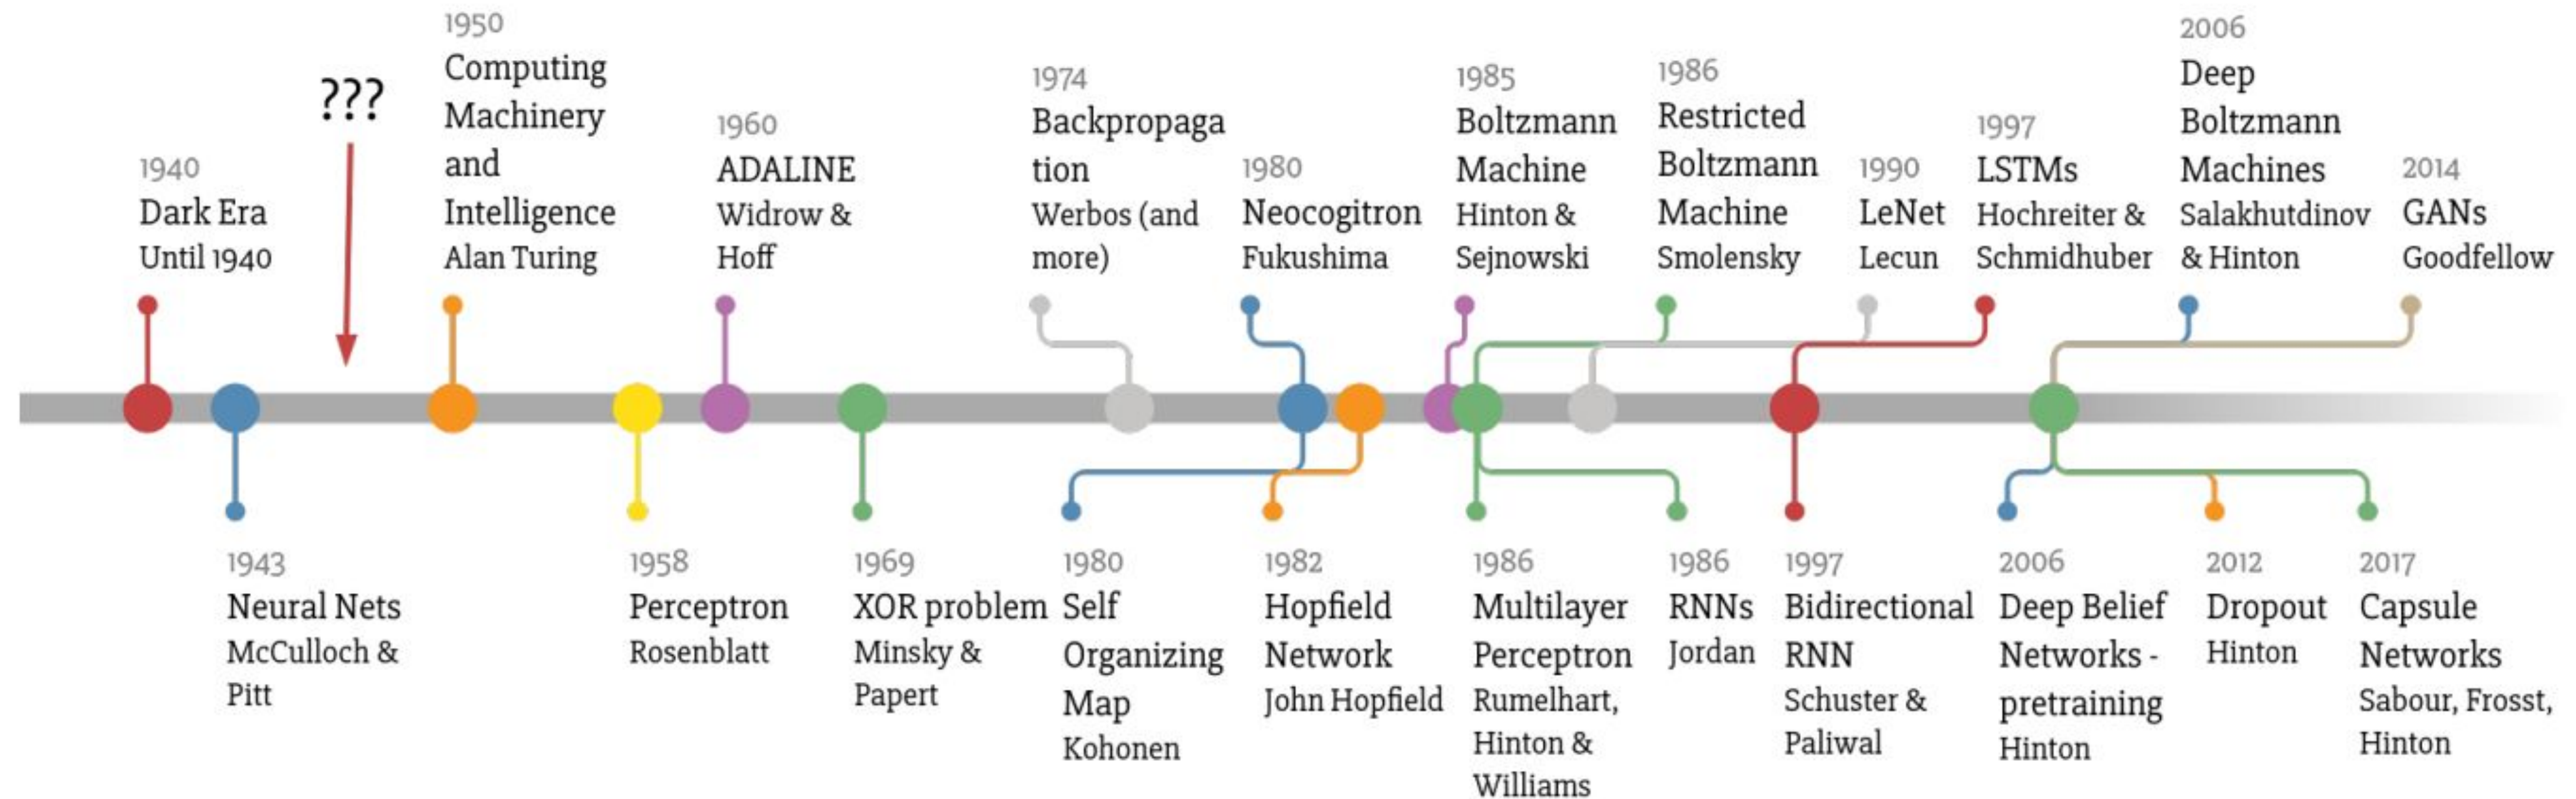 1940
Dark Era
Until 1940
???
1950
Computing
Machinery
and
Intelligence
Alan Turing
1960
ADALINE
Widrow &
Hoff
1974
Backpropaga
tion
Werbos (and
more)
1980
Neocogitron
Fukushima
1985
Boltzmann
Machine
Hinton &
Sejnowski
1986
Restricted
Boltzmann
Machine
Smolensky
1990
LeNet
Lecun
1997
LSTMs
Hochreiter &
Schmidhuber
2006
Deep
Boltzmann
Machines
Salakhutdinov
& Hinton
2014
GANs
Goodfellow
1943
Neural Nets
McCulloch &
Pitt
1958
Perceptron
Rosenblatt
1969
XOR problem
Minsky &
Papert
1980
Self
Organizing
Map
Kohonen
1982
Hopfield
Network
John Hopfield
1986
Multilayer
Perceptron
Rumelhart,
Hinton &
Williams
1986
RNNs
Jordan
1997
Bidirectional
RNN
Schuster &
Paliwal
2006
Deep Belief
Networks -
pretraining
Hinton
2012
Dropout
Hinton
2017
Capsule
Networks
Sabour, Frosst,
Hinton